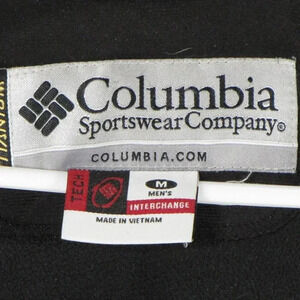 TITANIUM
Columbia
Sportswear Company®
COLUMBIA.COM
TECH
M
MEN'S
INTERCHANGE
MADE IN VIETNAM